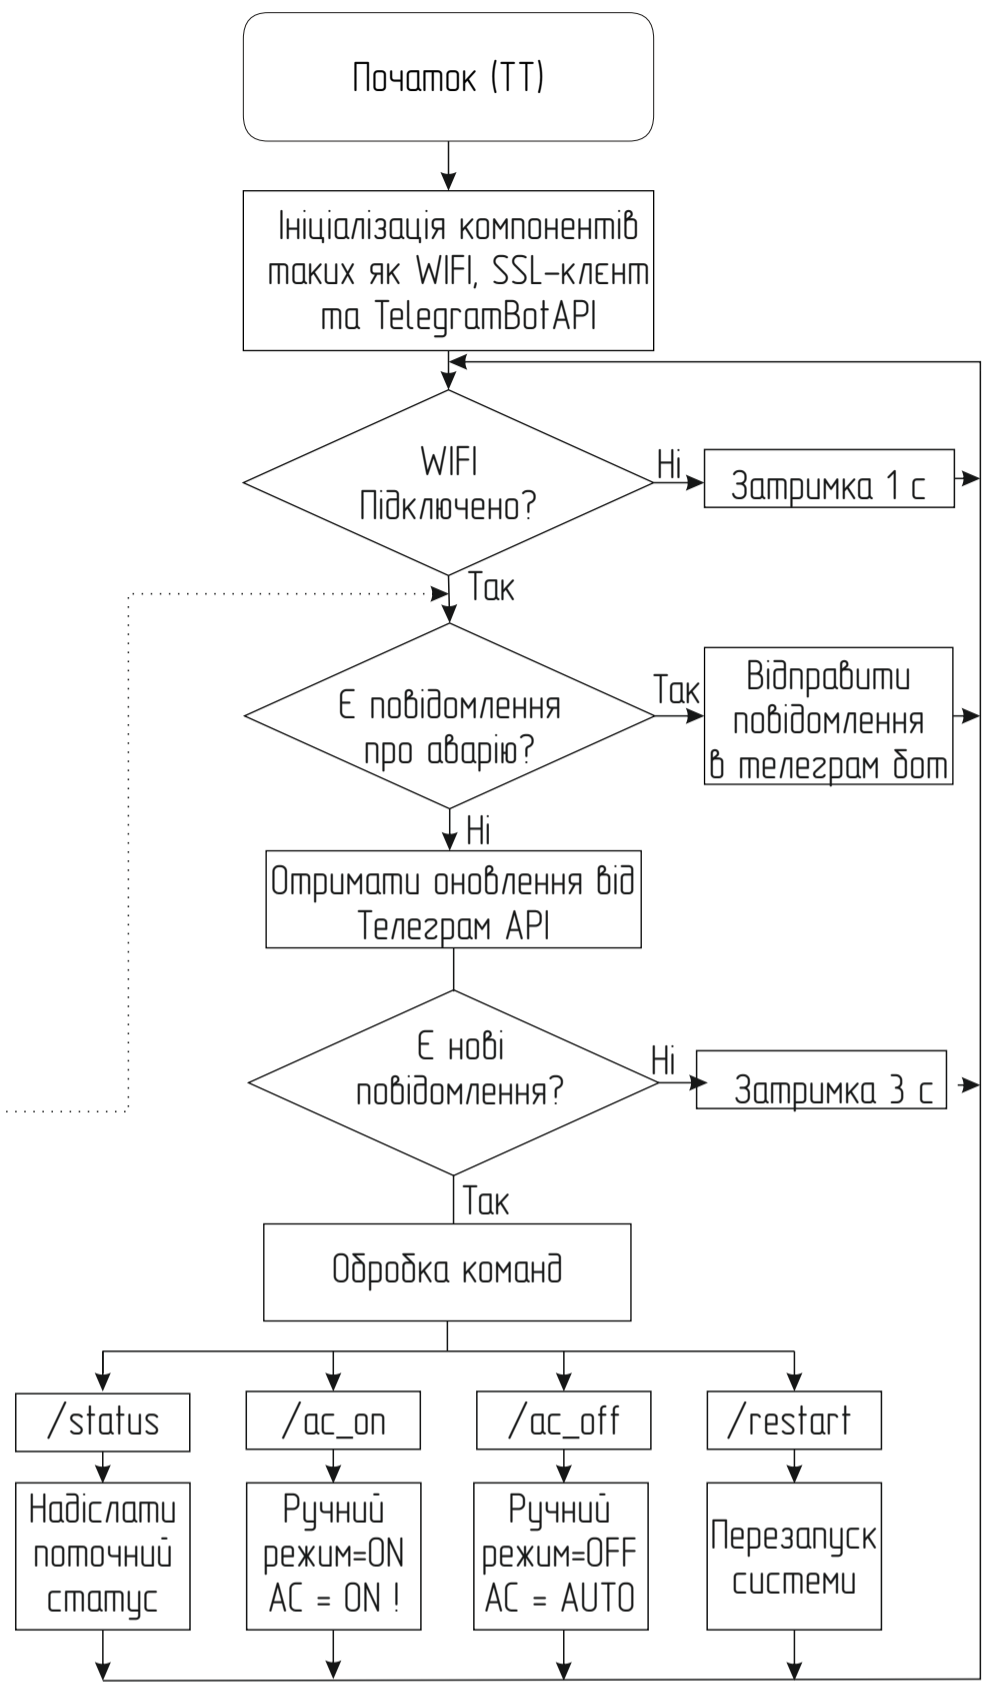 Початок (ТТ)
Ініціалізація компонентів
таких як WIFI, SSL-клєнт
та TelegramBotAPI
WIFI
Підключено?
Ні
Затримка 1 с
Так
Є повідомлення
про аварію?
Так
Відправити
повідомлення
в телеграм бот
Ні
Отримати оновлення від
Телеграм API
Є нові
повідомлення?
Ні
Затримка 3 с
Так
Обробка команд
/status
/ac_on
/ac_off
/restart
Надіслати
поточний
статус
Ручний
режим=ON
AC = ON !
Ручний
режим=OFF
AC = AUTO
Перезапуск
системи